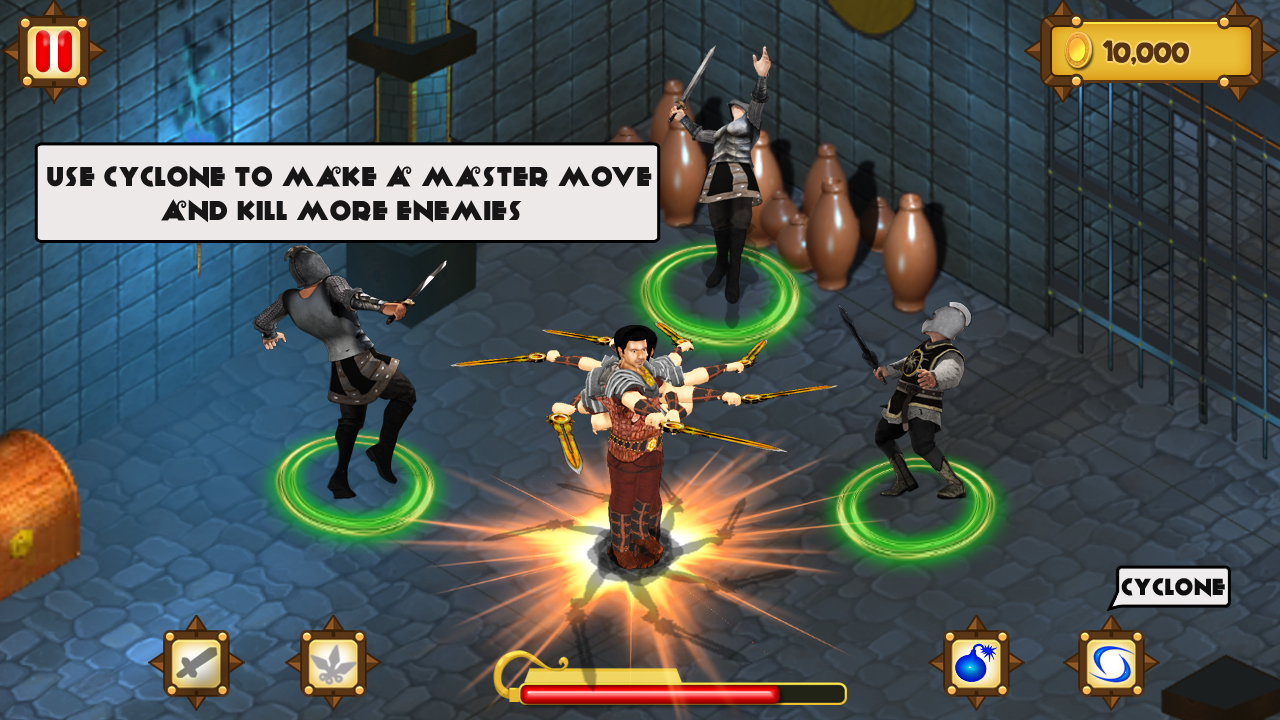 10,000
USE CYCLONE TO MAKE A MASTER MOVE
AND KILL MORE ENEMIES
CYCLONE